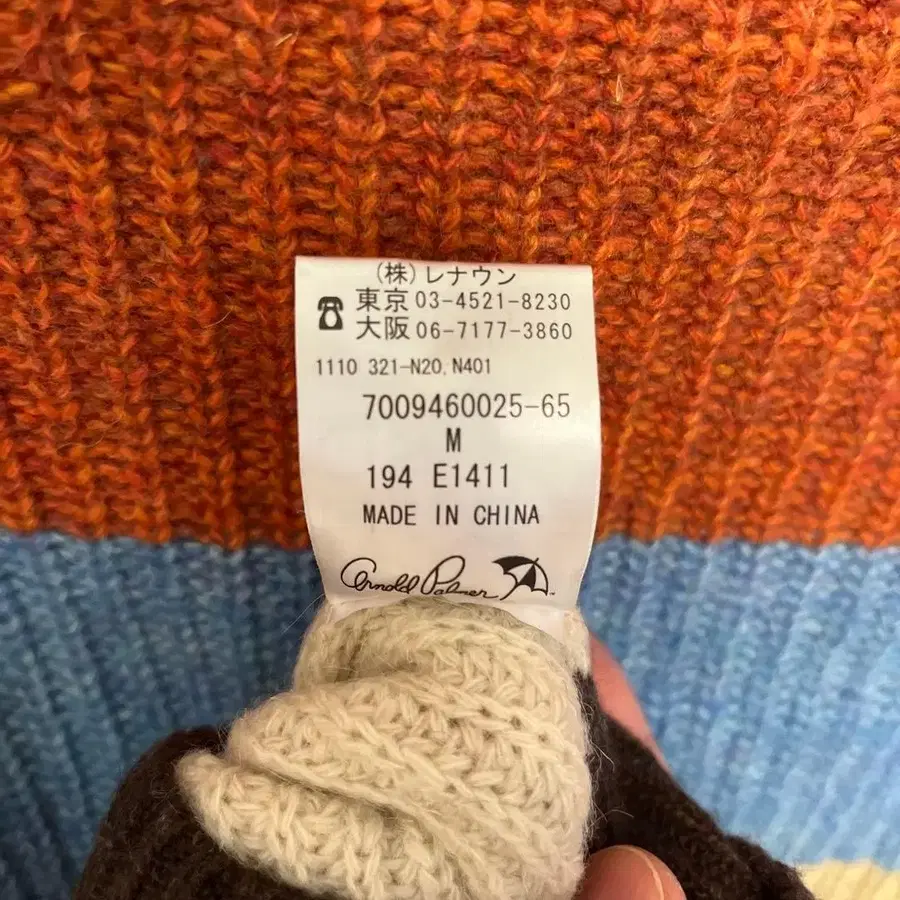 (株)レナウン
東京 03-4521-8230
大阪 06-7177-3860
1110 321-N20, N401
7009460025-65
M
194 E1411
MADE IN CHINA
Arnold Palmer